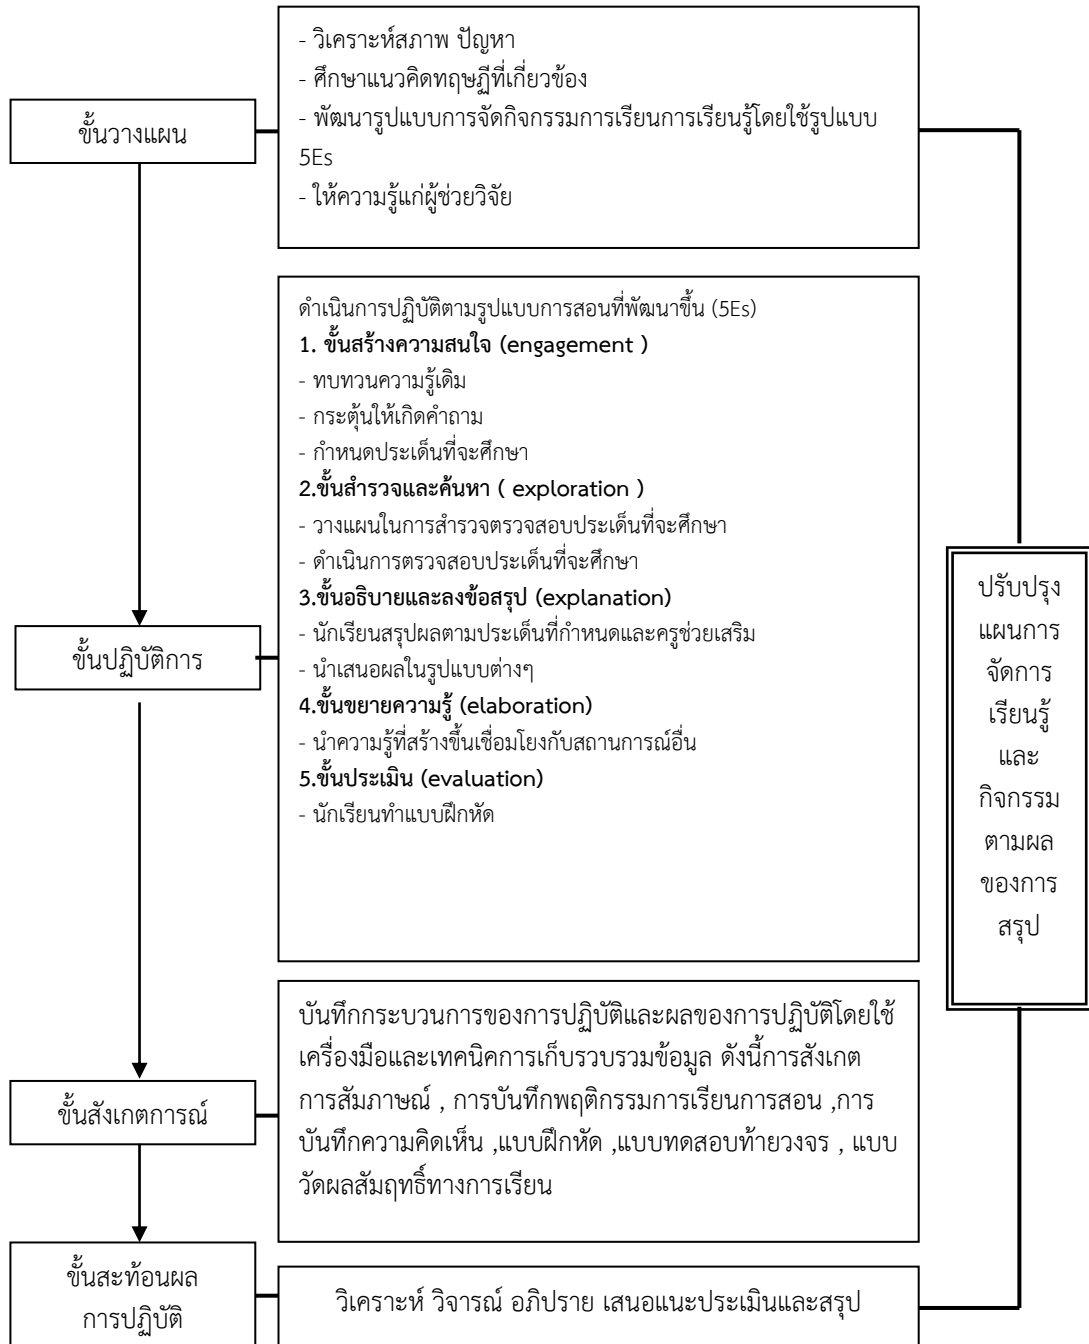 ขั้นวางแผน
- วิเคราะห์สภาพ ปัญหา
- ศึกษาแนวคิดทฤษฏีที่เกี่ยวข้อง
- พัฒนารูปแบบการจัดกิจกรรมการเรียนการเรียนรู้โดยใช้รูปแบบ
5Es
- ให้ความรู้แก่ผู้ช่วยวิจัย
ขั้นปฏิบัติการ
ดำเนินการปฏิบัติตามรูปแบบการสอนที่พัฒนาขึ้น (5Es)
1. ขั้นสร้างความสนใจ (engagement )
- ทบทวนความรู้เดิม
- กระตุ้นให้เกิดคำถาม
- กำหนดประเด็นที่จะศึกษา
2.ขั้นสำรวจและค้นหา ( exploration )
- วางแผนในการสำรวจตรวจสอบประเด็นที่จะศึกษา
- ดำเนินการตรวจสอบประเด็นที่จะศึกษา
3.ขั้นอธิบายและลงข้อสรุป (explanation)
- นักเรียนสรุปผลตามประเด็นที่กำหนดและครูช่วยเสริม
- นำเสนอผลในรูปแบบต่างๆ
4.ขั้นขยายความรู้ (elaboration)
- นำความรู้ที่สร้างขึ้นเชื่อมโยงกับสถานการณ์อื่น
5.ขั้นประเมิน (evaluation)
- นักเรียนทำแบบฝึกหัด
ขั้นสังเกตการณ์
บันทึกกระบวนการของการปฏิบัติและผลของการปฏิบัติโดยใช้
เครื่องมือและเทคนิคการเก็บรวบรวมข้อมูล ดังนี้การสังเกต
การสัมภาษณ์ , การบันทึกพฤติกรรมการเรียนการสอน ,การ
บันทึกความคิดเห็น ,แบบฝึกหัด ,แบบทดสอบท้ายวงจร , แบบ
วัดผลสัมฤทธิ์ทางการเรียน
ขั้นสะท้อนผล
การปฏิบัติ
วิเคราะห์ วิจารณ์ อภิปราย เสนอแนะประเมินและสรุป
ปรับปรุง
แผนการ
จัดการ
เรียนรู้
และ
กิจกรรม
ตามผล
ของการ
สรุป